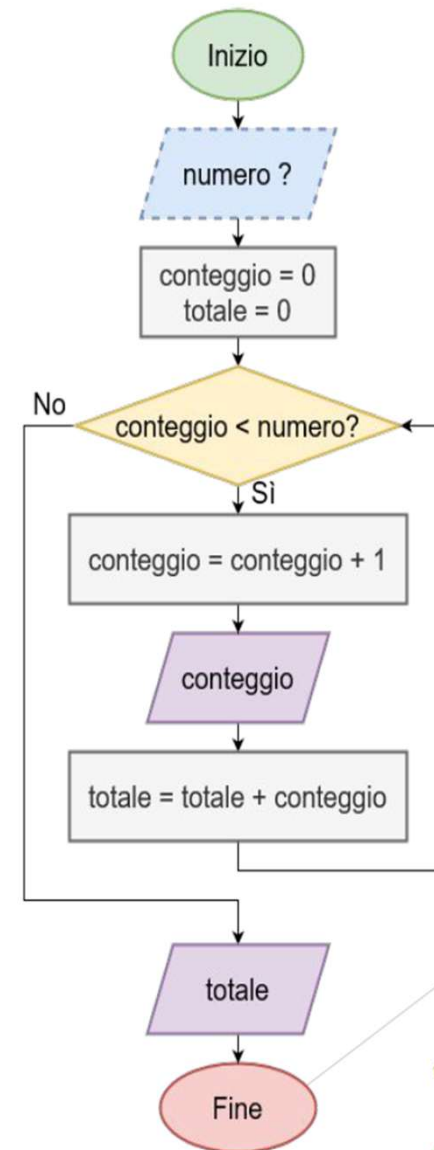 Inizio
numero ?
conteggio = 0
totale = 0
conteggio < numero?
No
Sì
conteggio = conteggio + 1
conteggio
totale = totale + conteggio
totale
Fine